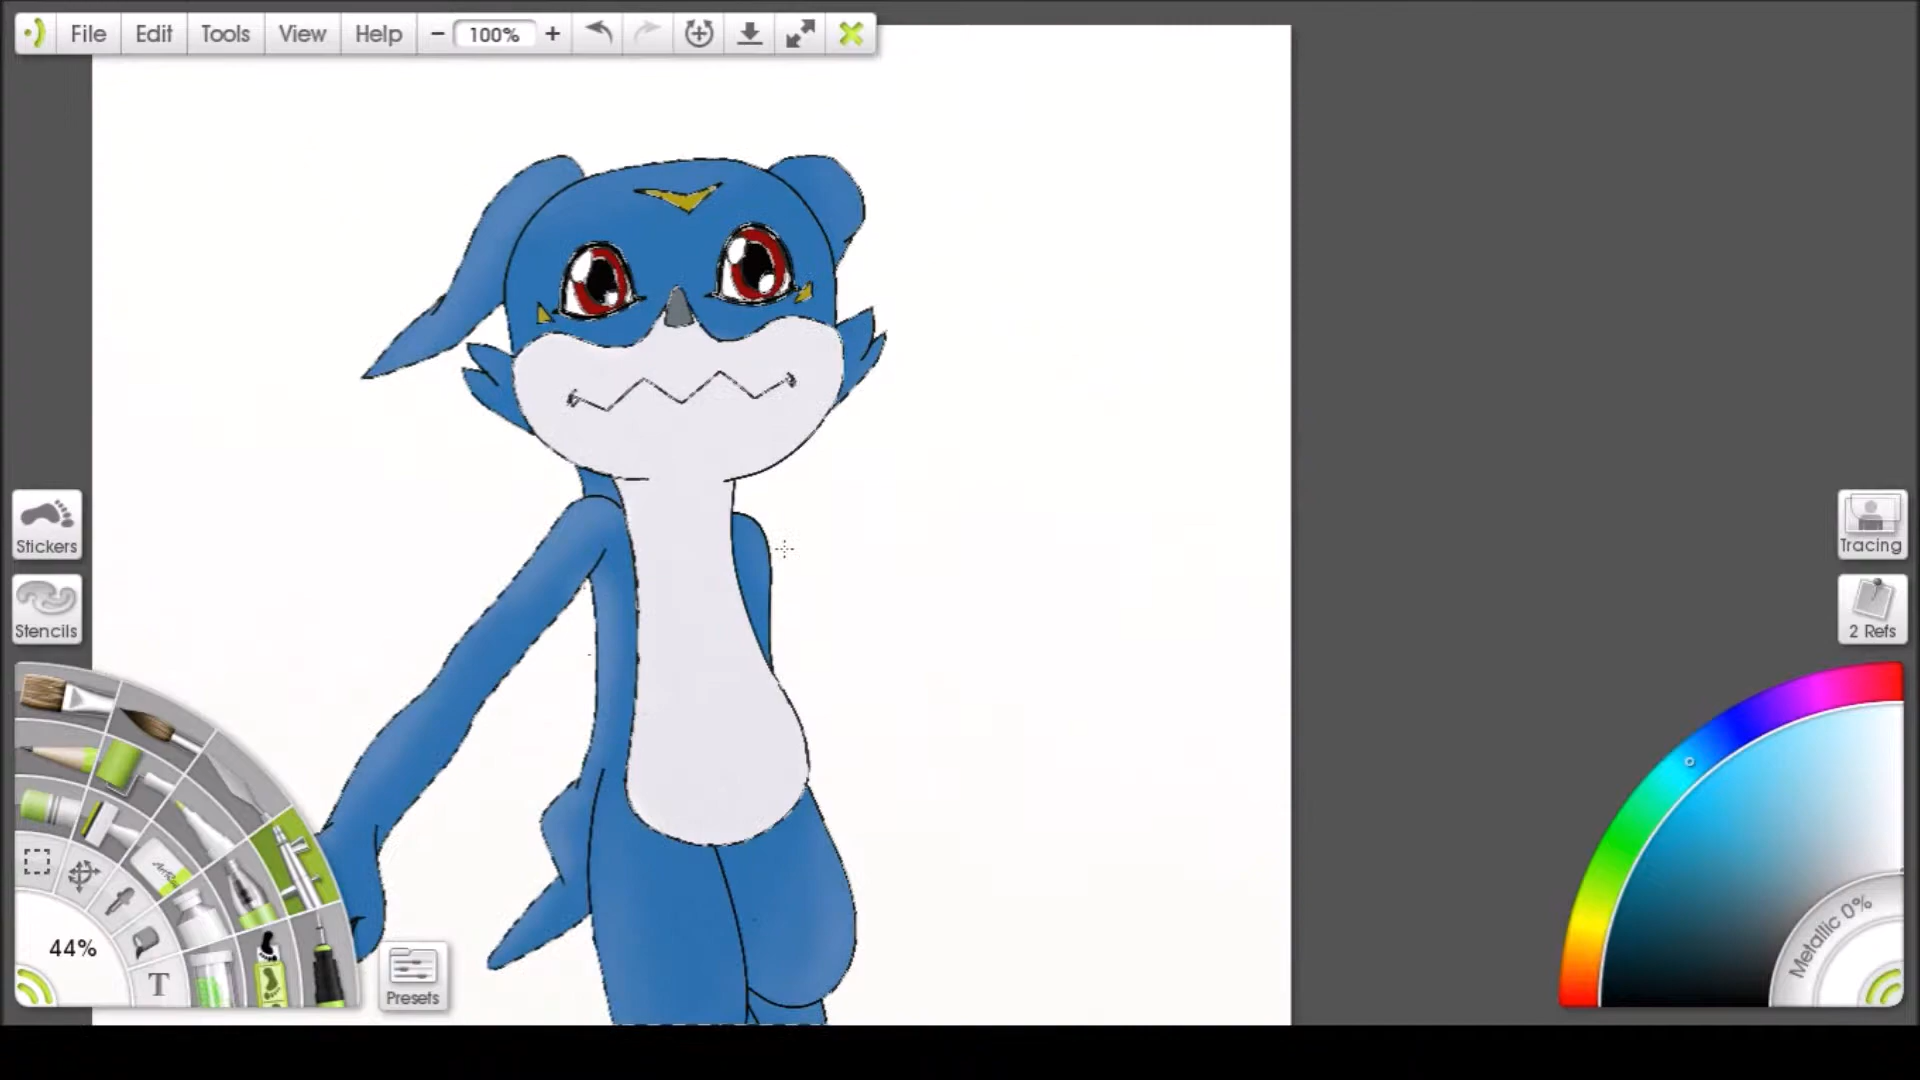 File Edit Tools View Help − 100% +
Stickers
Stencils
Tracing
2 Refs
44%
T
Presets
Metallic 0%